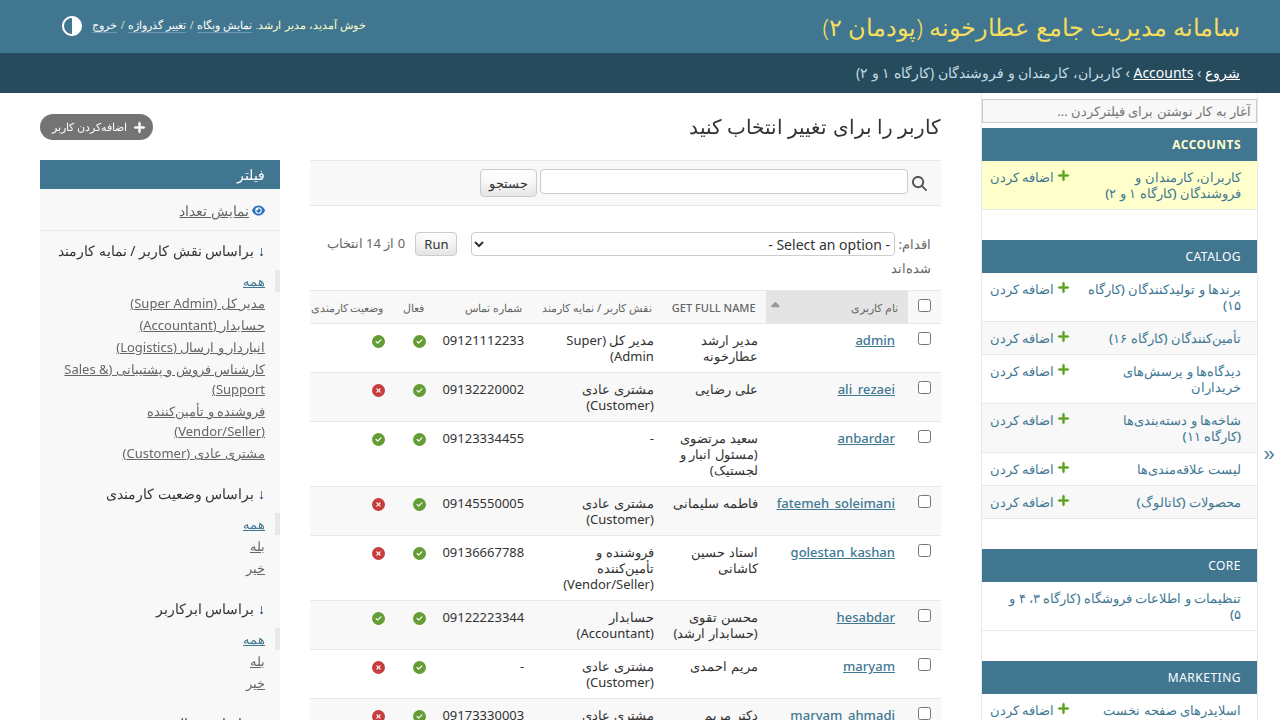 سامانه مدیریت جامع عطارخونه (پودمان ۲)
خوش آمدید، مدیر ارشد. نمایش وبگاه / تغییر گذرواژه / خروج
شروع › Accounts › کاربران، کارمندان و فروشندگان (کارگاه ۱ و ۲)
آغار به کار نوشتن برای فیلترکردن ...
ACCOUNTS
کاربران، کارمندان و
فروشندگان (کارگاه ۱ و ۲)
اضافه کردن
CATALOG
برندها و تولیدکنندگان (کارگاه
۱۵)
اضافه کردن
تأمین‌کنندگان (کارگاه ۱۶)
اضافه کردن
دیدگاه‌ها و پرسش‌های
خریداران
اضافه کردن
شاخه‌ها و دسته‌بندی‌ها
(کارگاه ۱۱)
اضافه کردن
لیست علاقه‌مندی‌ها
اضافه کردن
محصولات (کاتالوگ)
اضافه کردن
CORE
تنظیمات و اطلاعات فروشگاه (کارگاه ۳، ۴ و
۵)
MARKETING
اسلایدرهای صفحه نخست
اضافه کردن
»
کاربر را برای تغییر انتخاب کنید
اضافه‌کردن کاربر
جستجو
اقدام: - Select an option - Run 0 از 14 انتخاب
شده‌اند
نام کاربری GET FULL NAME نقش کاربر / نمایه کارمند شماره تماس فعال وضعیت کارمندی
admin
مدیر ارشد
عطارخونه
مدیر کل (Super
Admin)
09121112233
ali_rezaei
علی رضایی
مشتری عادی
(Customer)
09132220002
anbardar
سعید مرتضوی
(مسئول انبار و
لجستیک)
-
09123334455
fatemeh_soleimani
فاطمه سلیمانی
مشتری عادی
(Customer)
09145550005
golestan_kashan
استاد حسین
کاشانی
فروشنده و
تأمین‌کننده
(Vendor/Seller)
09136667788
hesabdar
محسن تقوی
(حسابدار ارشد)
حسابدار
(Accountant)
09122223344
maryam
مریم احمدی
مشتری عادی
(Customer)
-
maryam_ahmadi
دکتر مریم
مشتری عادی
09173330003
فیلتر
نمایش تعداد
↓ براساس نقش کاربر / نمایه کارمند
همه
مدیر کل (Super Admin)
حسابدار (Accountant)
انباردار و ارسال (Logistics)
کارشناس فروش و پشتیبانی (Sales &
Support)
فروشنده و تأمین‌کننده
(Vendor/Seller)
مشتری عادی (Customer)
↓ براساس وضعیت کارمندی
همه
بله
خیر
↓ براساس ابرکاربر
همه
بله
خیر